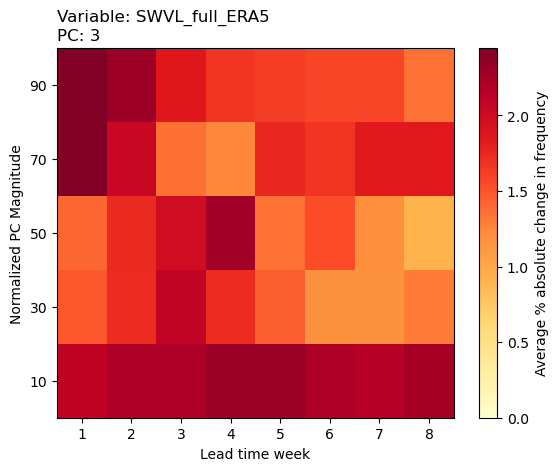 Variable: SWVL_full_ERA5
PC: 3
Normalized PC Magnitude
90
70
50
30
10
1 2 3 4 5 6 7 8
Lead time week
2.0
1.5
1.0
0.5
0.0
Average % absolute change in frequency